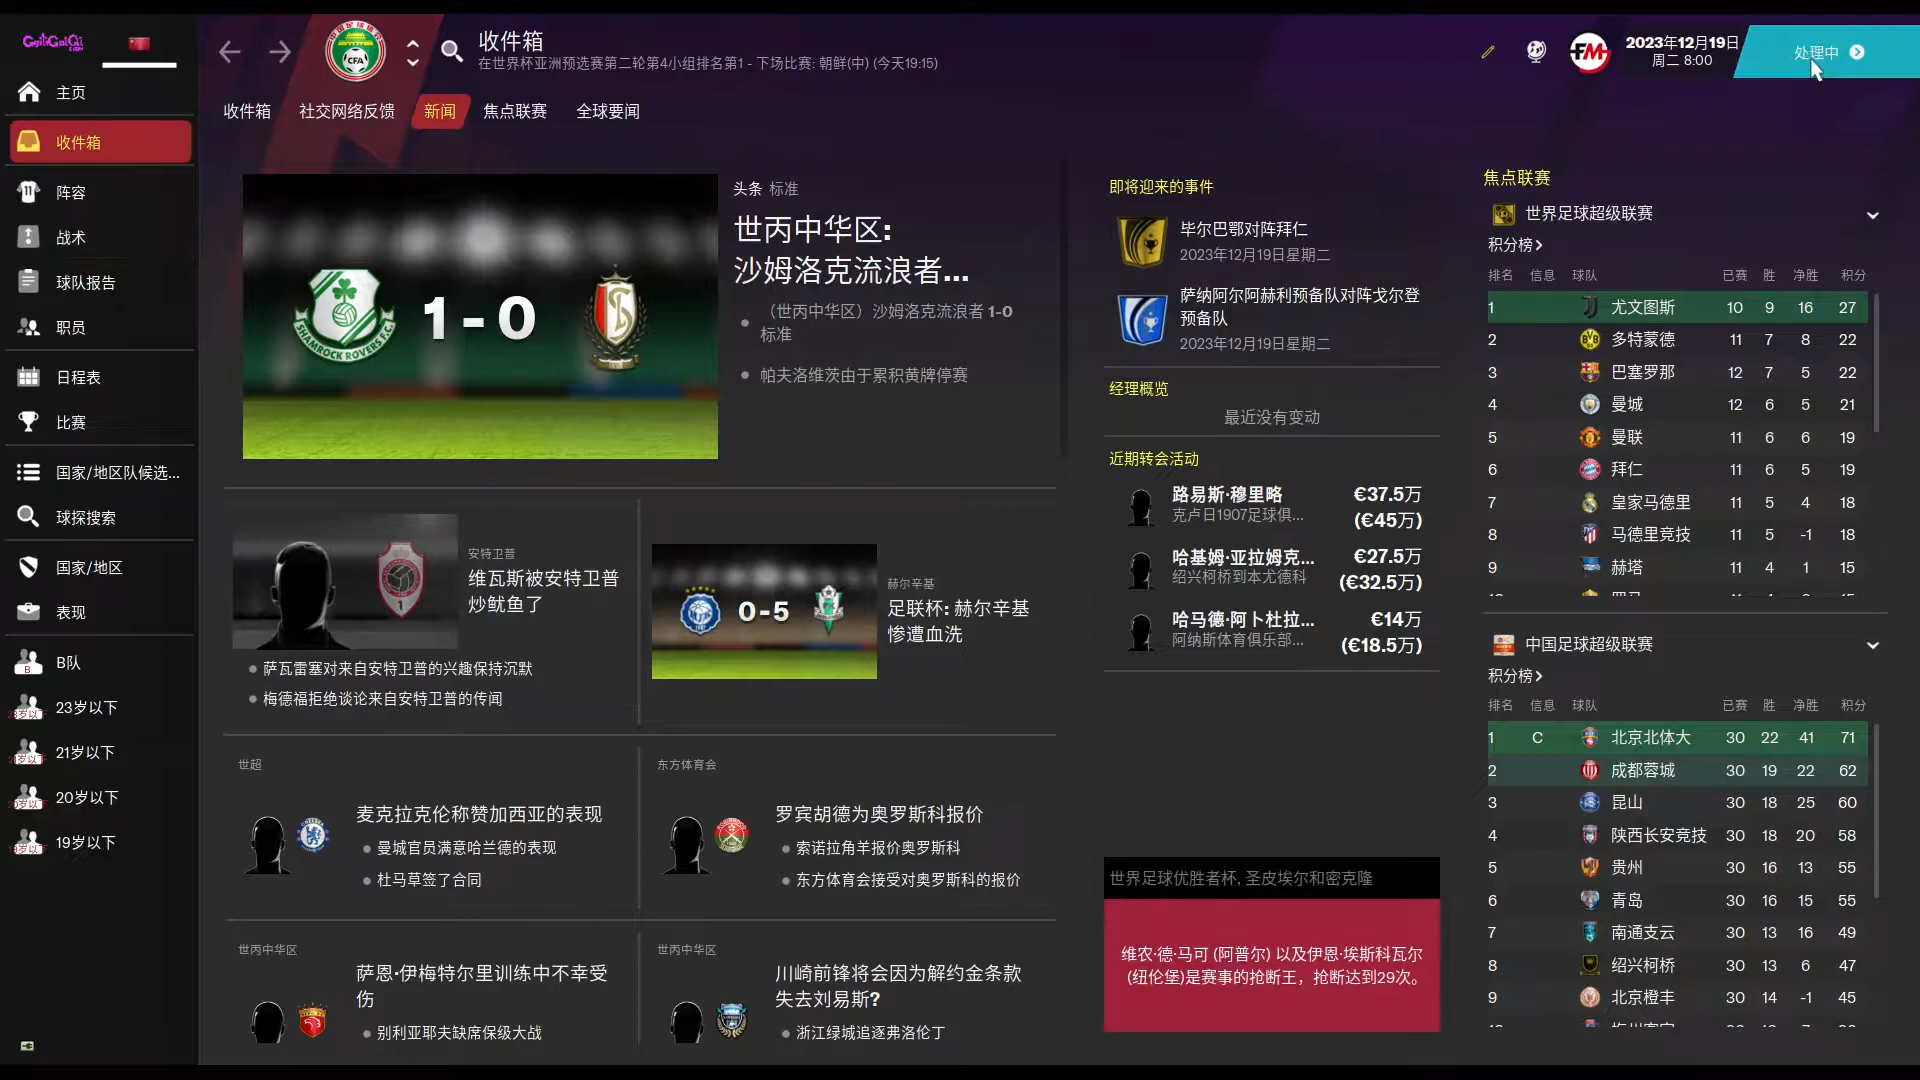 收件箱
在世界杯亚洲预选赛第二轮第4小组排名第1 - 下场比赛: 朝鲜(中) (今天19:15)
2023年12月19日
周二 8:00
处理中
主页
收件箱
阵容
战术
球队报告
职员
日程表
比赛
国家/地区队候选...
球探搜索
国家/地区
表现
B队
23岁以下
21岁以下
20岁以下
19岁以下
收件箱 社交网络反馈 新闻 焦点联赛 全球要闻
SHAMROCK ROVERS F.C.
1 - 0
头条 标准
世丙中华区:
沙姆洛克流浪者...
（世丙中华区）沙姆洛克流浪者 1-0
标准
帕夫洛维茨由于累积黄牌停赛
安特卫普
维瓦斯被安特卫普
炒鱿鱼了
萨瓦雷塞对来自安特卫普的兴趣保持沉默
梅德福拒绝谈论来自安特卫普的传闻
0 - 5
赫尔辛基
足联杯: 赫尔辛基
惨遭血洗
世超
麦克拉克伦称赞加西亚的表现
曼城官员满意哈兰德的表现
杜马草签了合同
东方体育会
罗宾胡德为奥罗斯科报价
索诺拉角羊报价奥罗斯科
东方体育会接受对奥罗斯科的报价
世丙中华区
萨恩·伊梅特尔里训练中不幸受
伤
别利亚耶夫缺席保级大战
世丙中华区
川崎前锋将会因为解约金条款
失去刘易斯?
浙江绿城追逐弗洛伦丁
即将迎来的事件
毕尔巴鄂对阵拜仁
2023年12月19日星期二
萨纳阿尔阿赫利预备队对阵戈尔登
预备队
2023年12月19日星期二
经理概览
最近没有变动
近期转会活动
路易斯·穆里略 €37.5万
克卢日1907足球俱... (€45万)
哈基姆·亚拉姆克... €27.5万
绍兴柯桥到本尤德科 (€32.5万)
哈马德·阿卜杜拉... €14万
阿纳斯体育俱乐部... (€18.5万)
世界足球优胜者杯, 圣皮埃尔和密克隆
维农·德·马可 (阿普尔) 以及伊恩·埃斯科瓦尔
(纽伦堡)是赛事的抢断王，抢断达到29次。
焦点联赛
世界足球超级联赛
积分榜
排名 信息 球队 已赛 胜 净胜 积分
1 尤文图斯 10 9 16 27
2 多特蒙德 11 7 8 22
3 巴塞罗那 12 7 5 22
4 曼城 12 6 5 21
5 曼联 11 6 6 19
6 拜仁 11 6 5 19
7 皇家马德里 11 5 4 18
8 马德里竞技 11 5 -1 18
9 赫塔 11 4 1 15
中国足球超级联赛
积分榜
排名 信息 球队 已赛 胜 净胜 积分
1 C 北京北体大 30 22 41 71
2 成都蓉城 30 19 22 62
3 昆山 30 18 25 60
4 陕西长安竞技 30 18 20 58
5 贵州 30 16 13 55
6 青岛 30 16 15 55
7 南通支云 30 13 16 49
8 绍兴柯桥 30 13 6 47
9 北京橙丰 30 14 -1 45